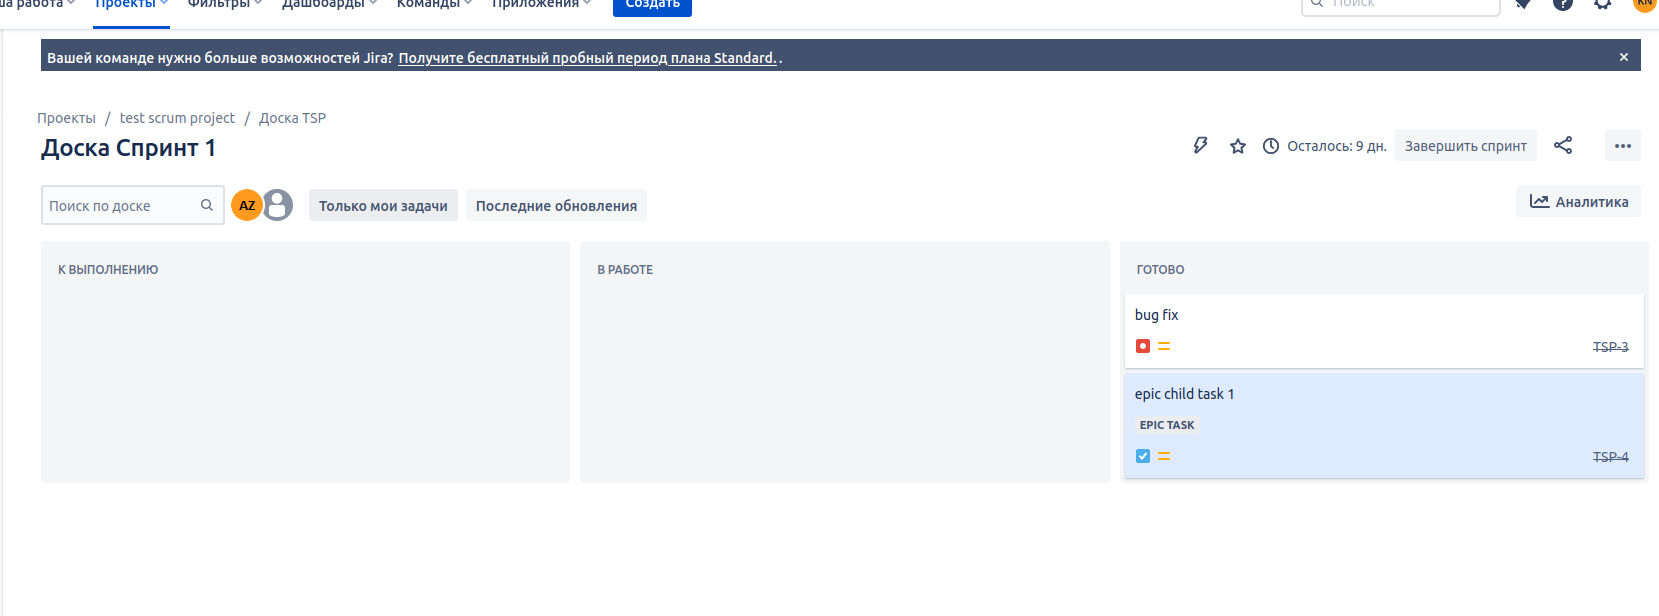 ша работа Проекты Фильтры Дашборды Команды Приложения Создать Поиск KN
Вашей команде нужно больше возможностей Jira? Получите бесплатный пробный период плана Standard. .
Проекты / test scrum project / Доска TSP
Доска Спринт 1
Осталось: 9 дн. Завершить спринт
Поиск по доске AZ Только мои задачи Последние обновления Аналитика
К ВЫПОЛНЕНИЮ
В РАБОТЕ
ГОТОВО
bug fix
TSP-3
epic child task 1
EPIC TASK
TSP-4